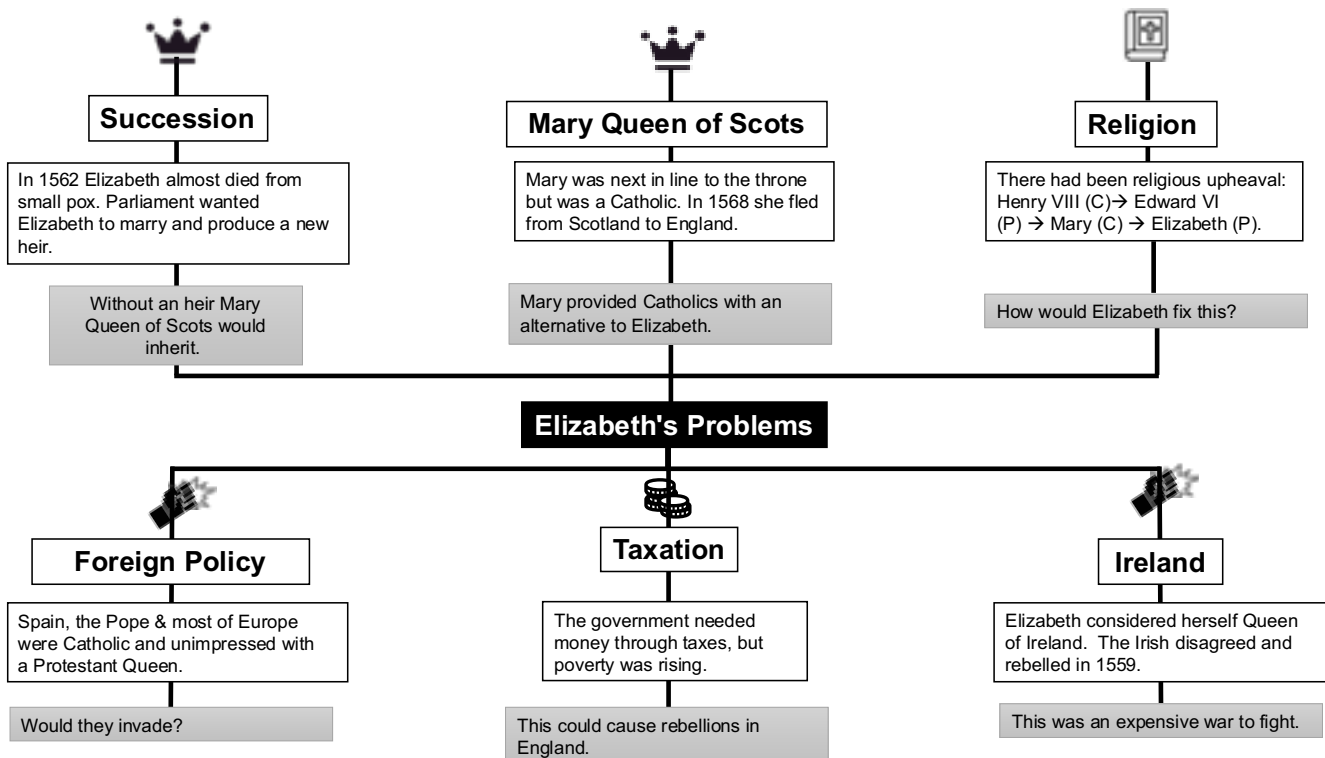 Succession
In 1562 Elizabeth almost died from
small pox. Parliament wanted
Elizabeth to marry and produce a new
heir.
Without an heir Mary
Queen of Scots would
inherit.
Mary Queen of Scots
Mary was next in line to the throne
but was a Catholic. In 1568 she fled
from Scotland to England.
Mary provided Catholics with an
alternative to Elizabeth.
Religion
There had been religious upheaval:
Henry VIII (C)→ Edward VI
(P) → Mary (C) → Elizabeth (P).
How would Elizabeth fix this?
Elizabeth's Problems
Foreign Policy
Spain, the Pope & most of Europe
were Catholic and unimpressed with
a Protestant Queen.
Would they invade?
Taxation
The government needed
money through taxes, but
poverty was rising.
This could cause rebellions in
England.
Ireland
Elizabeth considered herself Queen
of Ireland.  The Irish disagreed and
rebelled in 1559.
This was an expensive war to fight.